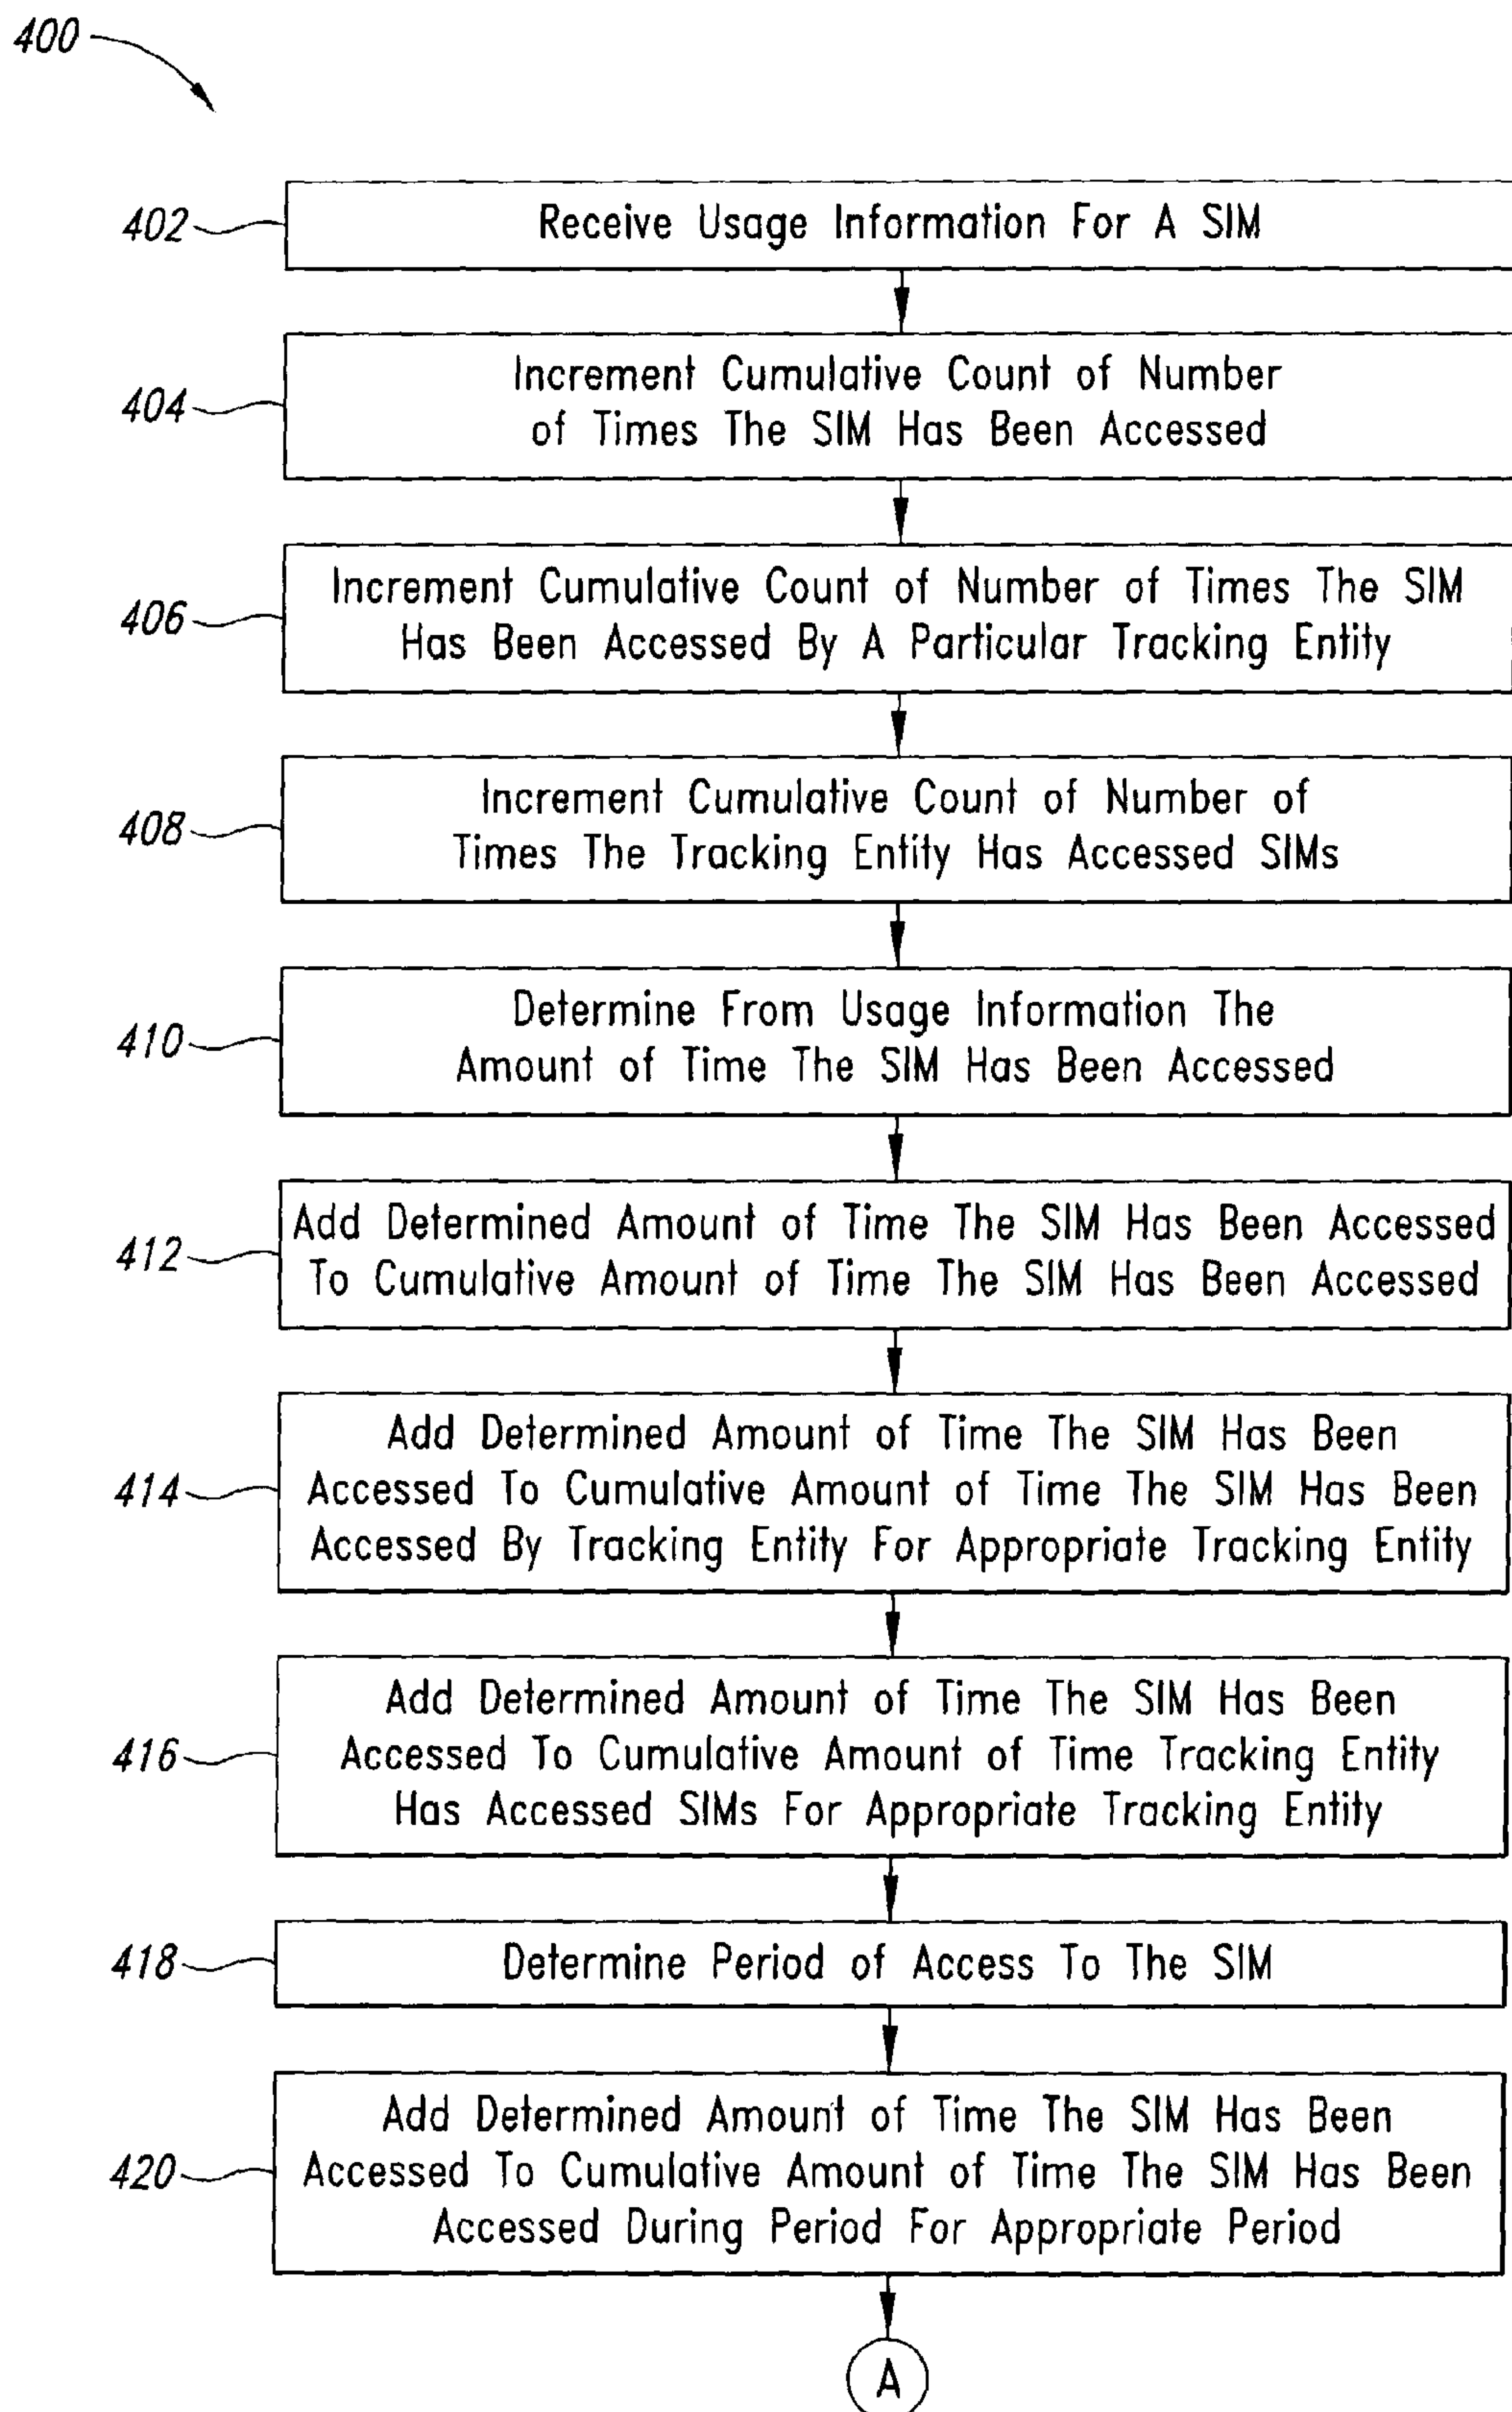 400
402
Receive Usage Information For A SIM
404
Increment Cumulative Count of Number
of Times The SIM Has Been Accessed
406
Increment Cumulative Count of Number of Times The SIM
Has Been Accessed By A Particular Tracking Entity
408
Increment Cumulative Count of Number of
Times The Tracking Entity Has Accessed SIMs
410
Determine From Usage Information The
Amount of Time The SIM Has Been Accessed
412
Add Determined Amount of Time The SIM Has Been Accessed
To Cumulative Amount of Time The SIM Has Been Accessed
414
Add Determined Amount of Time The SIM Has Been
Accessed To Cumulative Amount of Time The SIM Has Been
Accessed By Tracking Entity For Appropriate Tracking Entity
416
Add Determined Amount of Time The SIM Has Been
Accessed To Cumulative Amount of Time Tracking Entity
Has Accessed SIMs For Appropriate Tracking Entity
418
Determine Period of Access To The SIM
420
Add Determined Amount of Time The SIM Has Been
Accessed To Cumulative Amount of Time The SIM Has Been
Accessed During Period For Appropriate Period
A